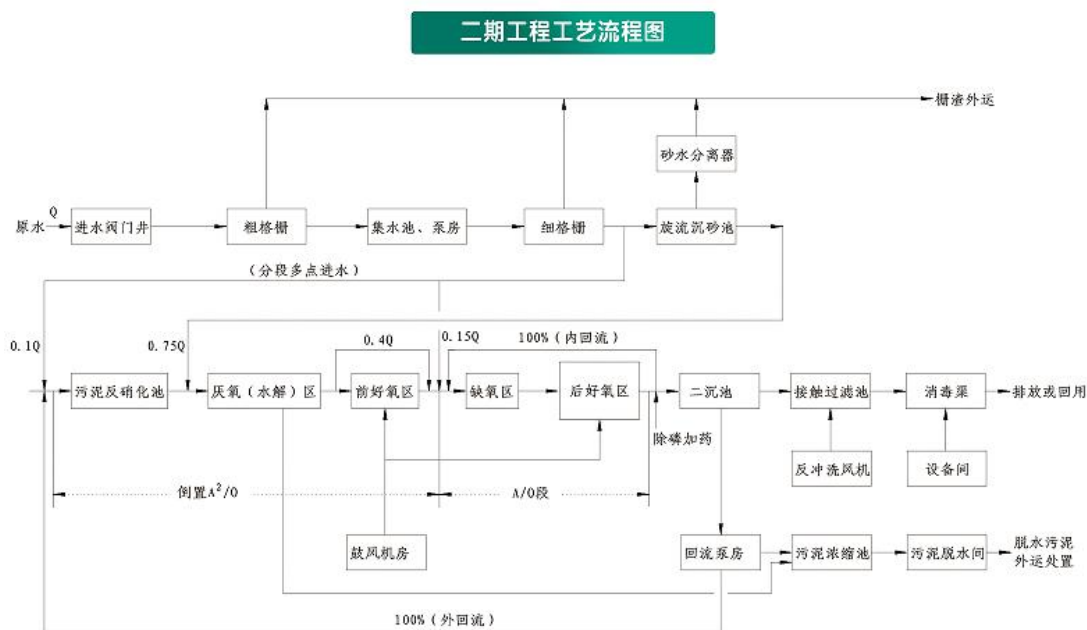 二期工程工艺流程图
栅渣外运
砂水分离器
原水
Q
进水阀门井
粗格栅
集水池、泵房
细格栅
旋流沉砂池
(分段多点进水)
0.1Q
0.75Q
0.4Q
0.15Q
100%(内回流)
污泥反硝化池
厌氧(水解)区
前好氧区
缺氧区
后好氧区
二沉池
接触过滤池
消毒渠
排放或回用
除磷加药
反冲洗风机
设备间
倒置A²/O
A/O段
鼓风机房
回流泵房
污泥浓缩池
污泥脱水间
脱水污泥
外运处置
100%(外回流)